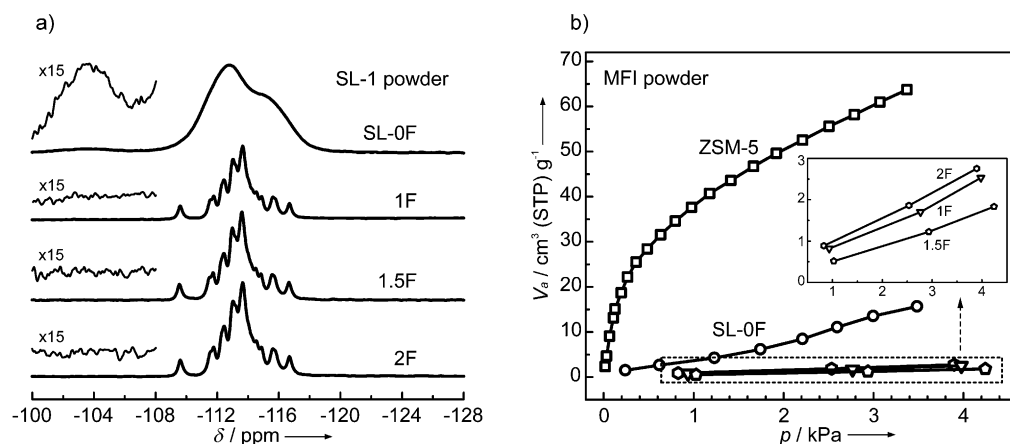 a)
x15
SL-1 powder
SL-0F
x15
1F
x15
1.5F
x15
2F
-100 -104 -108 -112 -116 -120 -124 -128
δ / ppm
b)
70
60
50
40
30
20
10
0
Va / cm³ (STP) g⁻¹
MFI powder
ZSM-5
SL-0F
3
2
1
0
2F
1F
1.5F
1 2 3 4
0 1 2 3 4
p / kPa